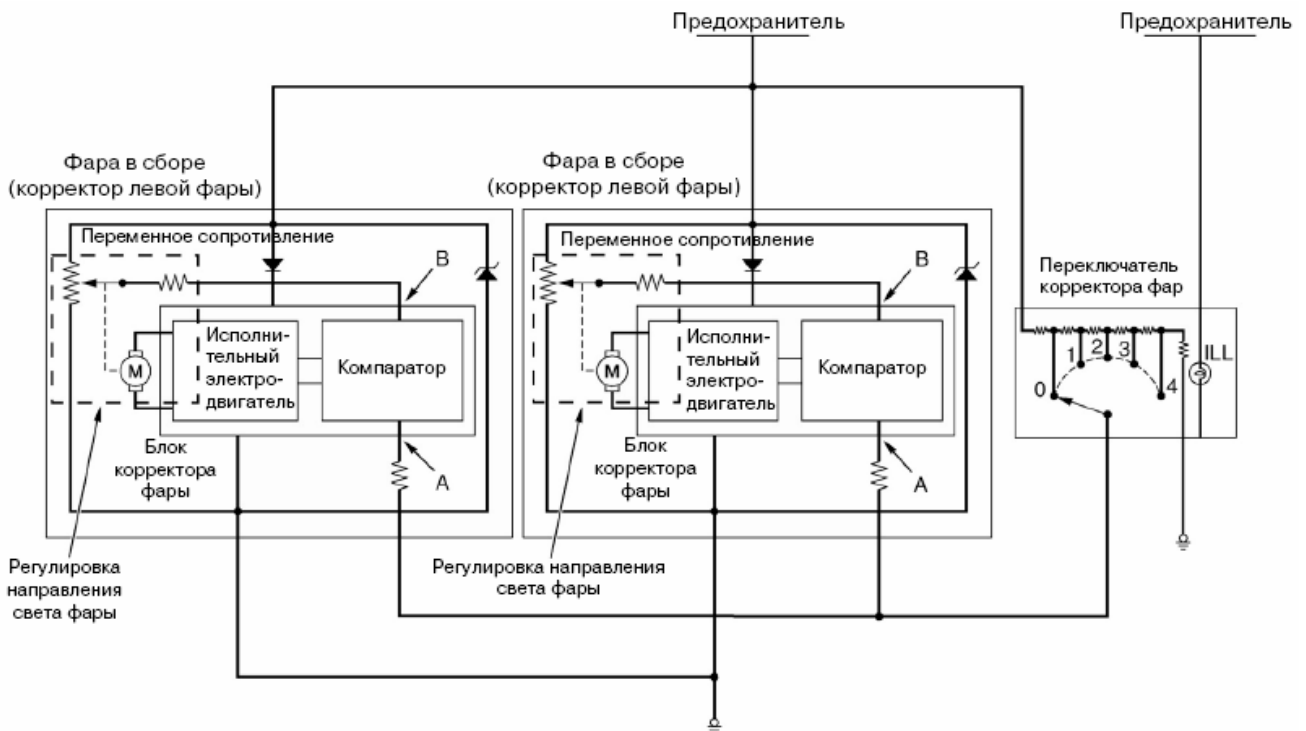 Предохранитель
Предохранитель
Фара в сборе
(корректор левой фары)
Фара в сборе
(корректор левой фары)
Переменное сопротивление
B
Переменное сопротивление
B
Переключатель
корректора фар
Исполни-
тельный
электро-
двигатель
Компаратор
M
Исполни-
тельный
электро-
двигатель
Компаратор
M
0
1
2
3
4
ILL
Блок
корректора
фары
A
Блок
корректора
фары
A
Регулировка
направления
света фары
Регулировка направления
света фары